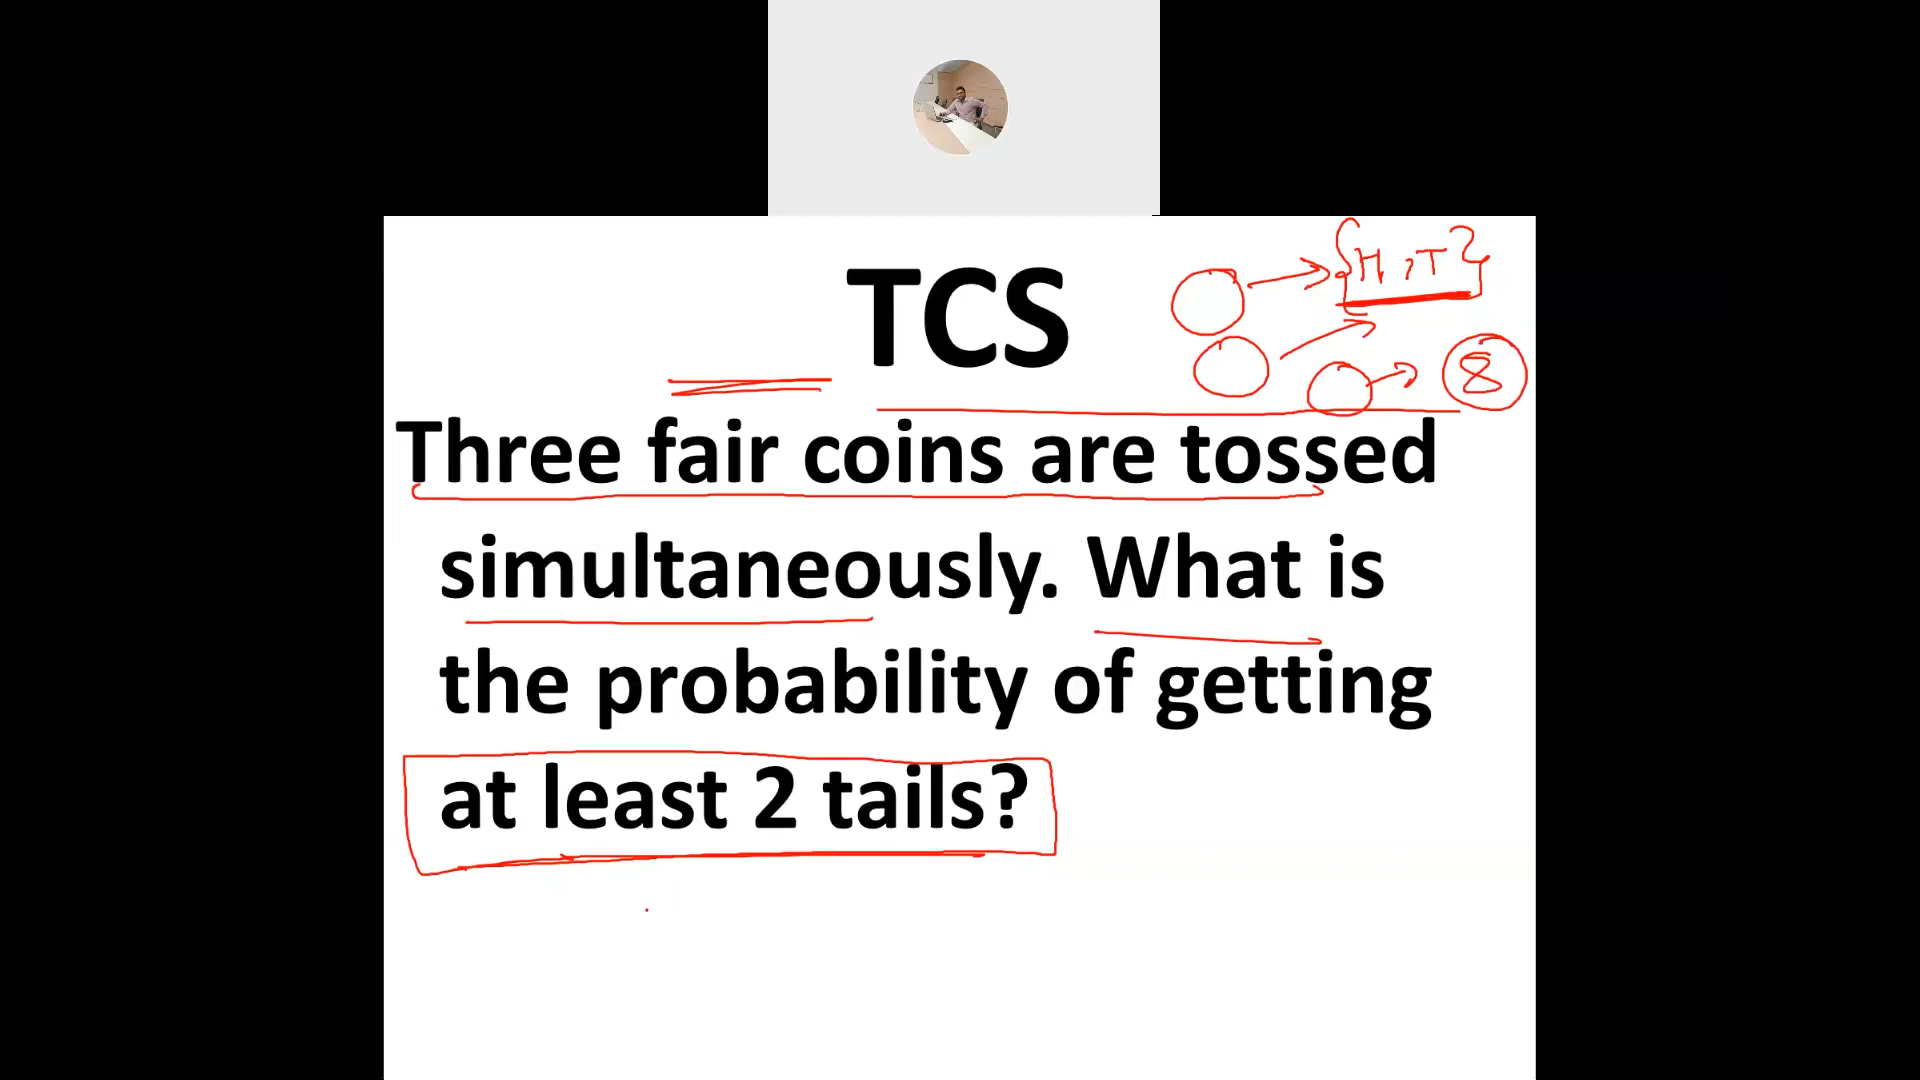 TCS
{H, T}
8
Three fair coins are tossed
simultaneously. What is
the probability of getting
at least 2 tails?